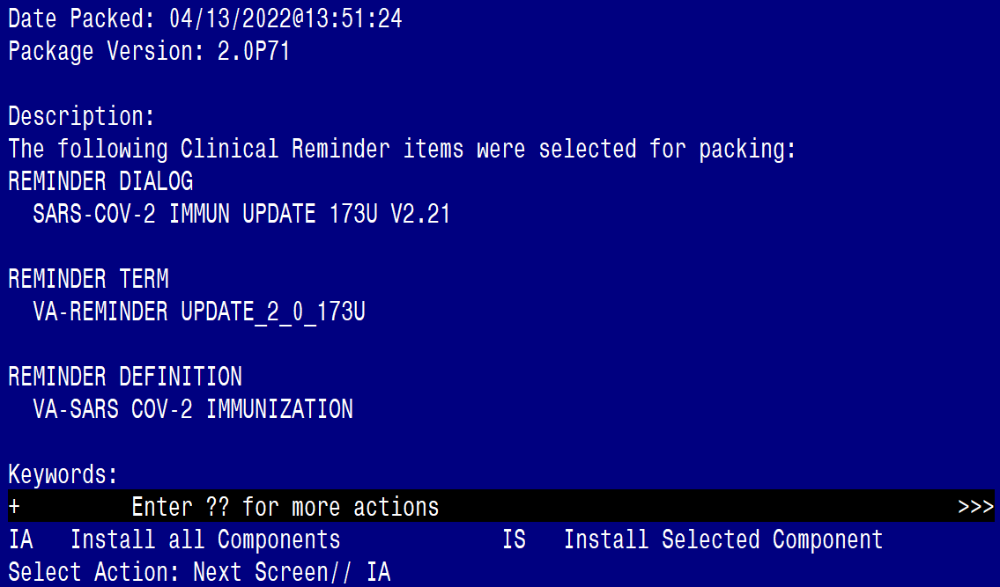 Date Packed: 04/13/2022@13:51:24
Package Version: 2.0P71
Description:
The following Clinical Reminder items were selected for packing:
REMINDER DIALOG
SARS-COV-2 IMMUN UPDATE 173U V2.21
REMINDER TERM
VA-REMINDER UPDATE_2_0_173U
REMINDER DEFINITION
VA-SARS COV-2 IMMUNIZATION
Keywords:
+ Enter ?? for more actions >>>
IA Install all Components IS Install Selected Component
Select Action: Next Screen// IA